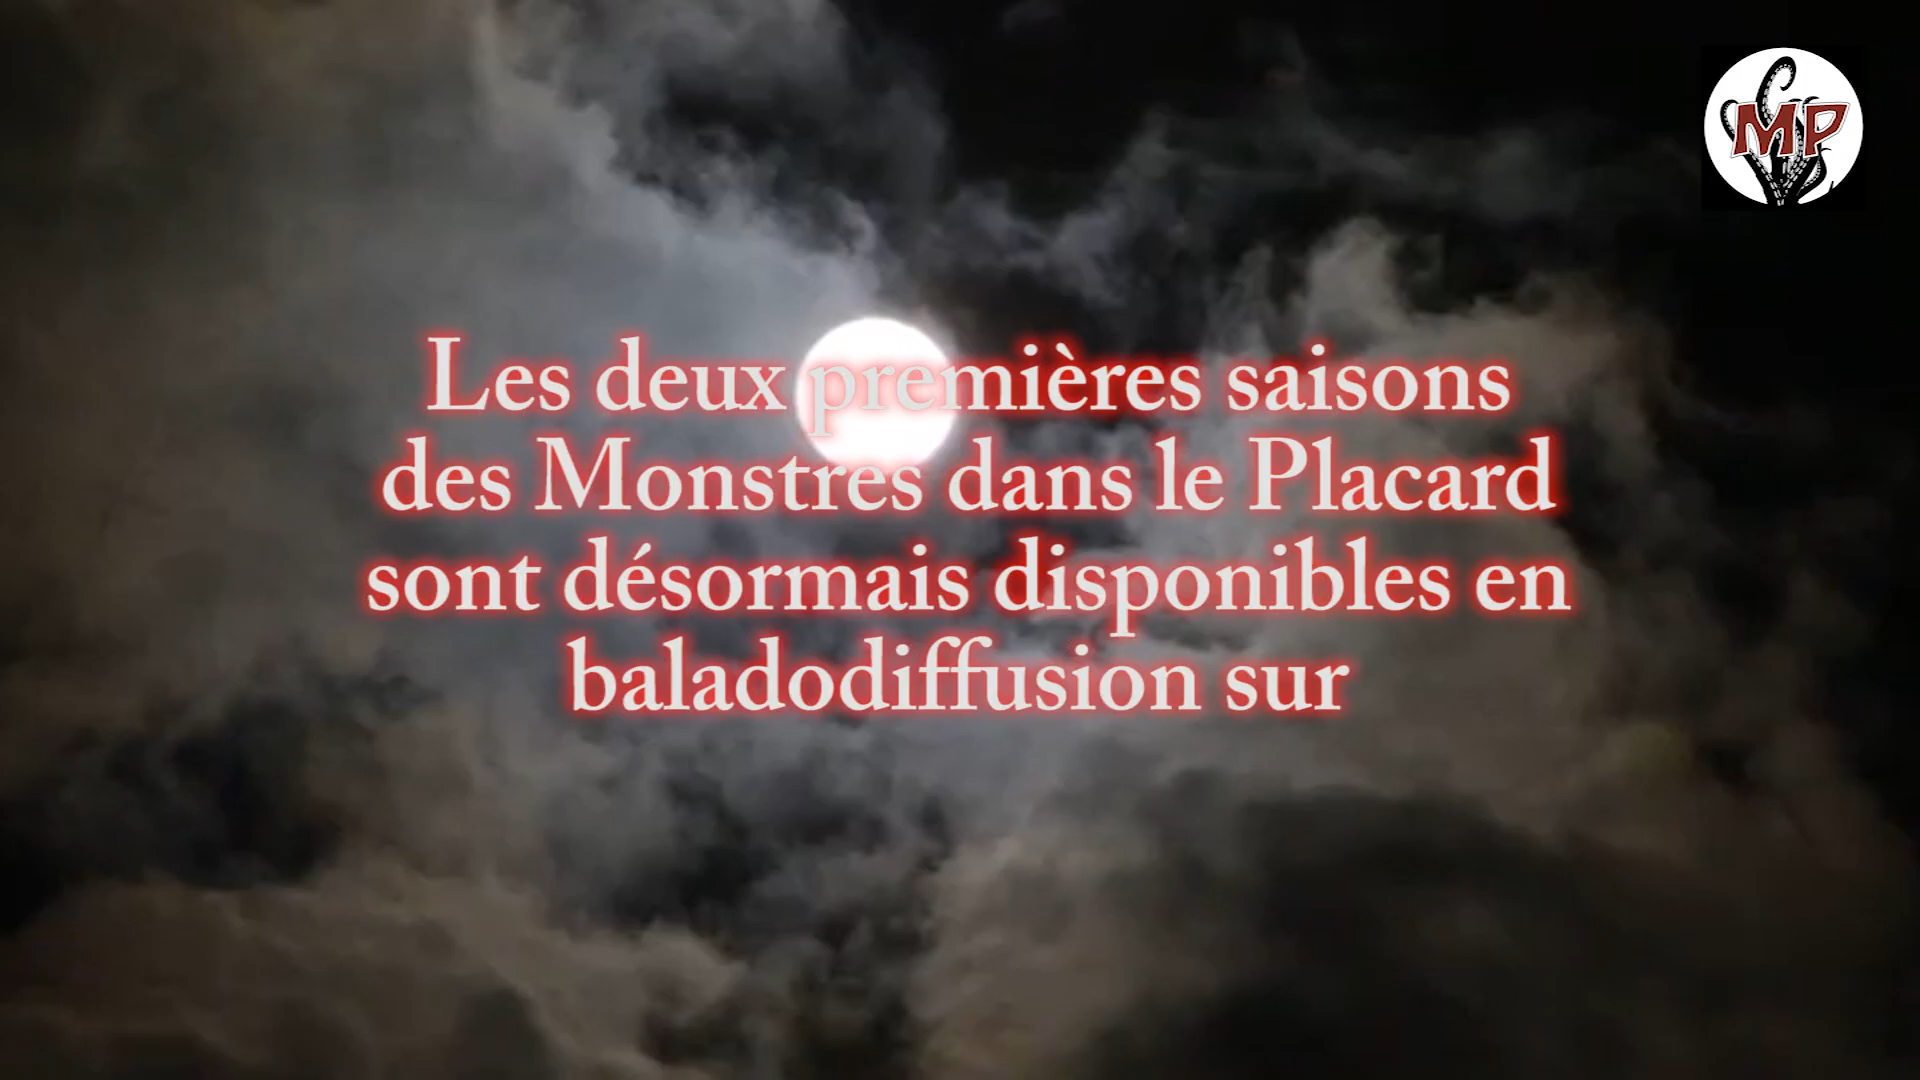 MP
Les deux premières saisons
des Monstres dans le Placard
sont désormais disponibles en
baladodiffusion sur